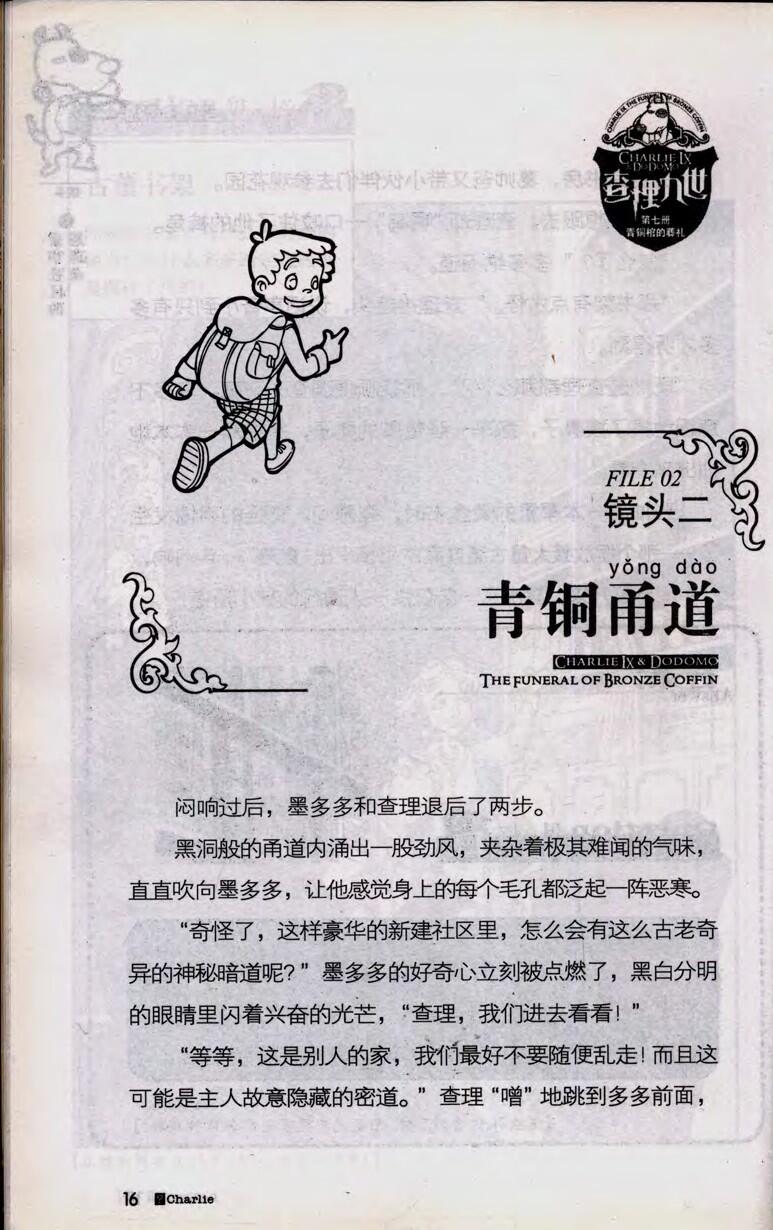 CHARLIE IX THE FUNERAL OF BRONZE COFFIN
CHARLIE IX
& DODOMO
查理九世
第七册
青铜棺的葬礼
FILE 02
镜头二
yǒng dào
青铜甬道
CHARLIE IX & DODOMO
THE FUNERAL OF BRONZE COFFIN
闷响过后，墨多多和查理退后了两步。
黑洞般的甬道内涌出一股劲风，夹杂着极其难闻的气味，
直直吹向墨多多，让他感觉身上的每个毛孔都泛起一阵恶寒。
“奇怪了，这样豪华的新建社区里，怎么会有这么古老奇
异的神秘暗道呢？”墨多多的好奇心立刻被点燃了，黑白分明
的眼睛里闪着兴奋的光芒，“查理，我们进去看看！”
“等等，这是别人的家，我们最好不要随便乱走！而且这
可能是主人故意隐藏的密道。”查理“噌”地跳到多多前面，
16 Charlie